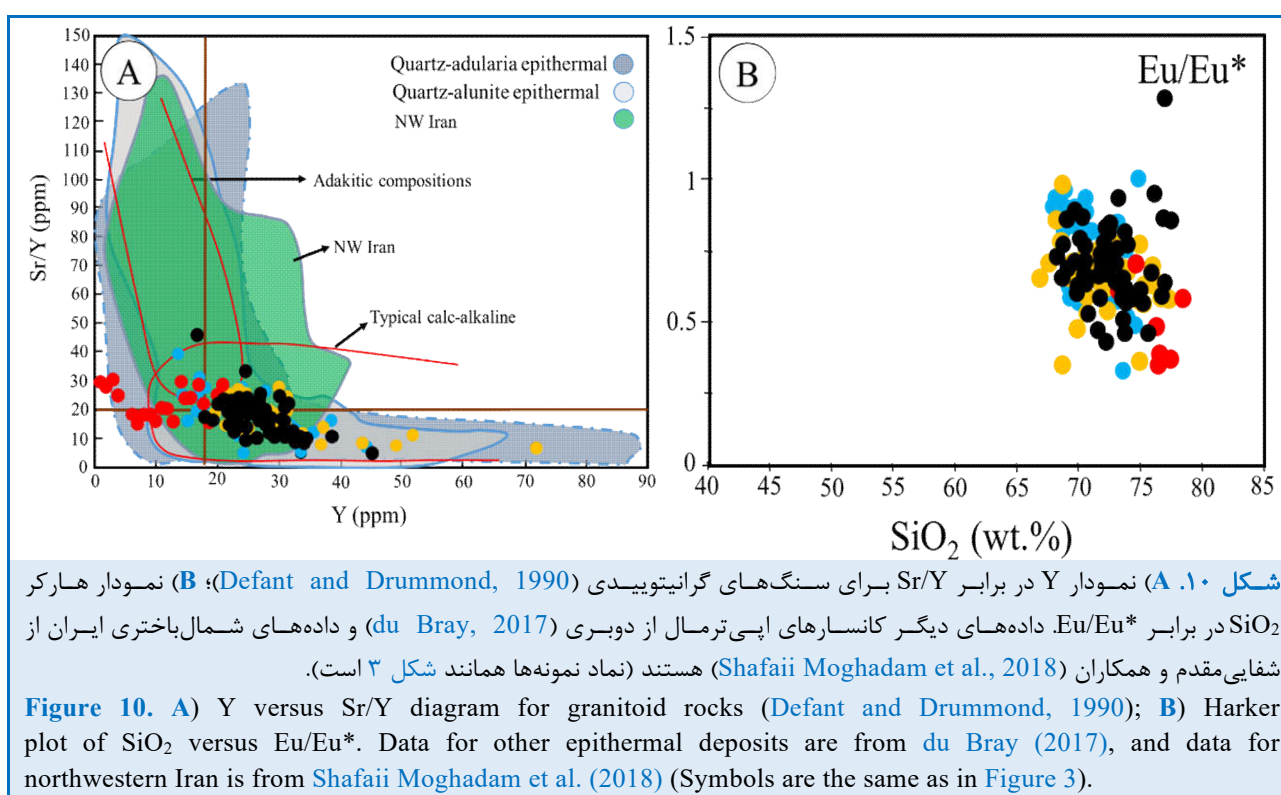 A
150
140
130
120
110
100
90
80
70
60
50
40
30
20
10
0
Sr/Y (ppm)
0 10 20 30 40 50 60 70 80 90
Y (ppm)
Quartz-adularia epithermal
Quartz-alunite epithermal
NW Iran
Adakitic compositions
NW Iran
Typical calc-alkaline
B
Eu/Eu*
1.5
1
0.5
0
40 45 50 55 60 65 70 75 80 85
SiO₂ (wt.%)
شکل ۱۰. A) نمودار Y در برابر Sr/Y برای سنگ‌های گرانیتوییدی (Defant and Drummond, 1990)؛ B) نمودار هارکر
SiO₂ در برابر Eu/Eu*. داده‌های دیگر کانسارهای اپی‌ترمال از دوبری (du Bray, 2017) و داده‌های شمال‌باختری ایران از
شفایی‌مقدم و همکاران (Shafaii Moghadam et al., 2018) هستند (نماد نمونه‌ها همانند شکل ۳ است).
Figure 10. A) Y versus Sr/Y diagram for granitoid rocks (Defant and Drummond, 1990); B) Harker
plot of SiO₂ versus Eu/Eu*. Data for other epithermal deposits are from du Bray (2017), and data for
northwestern Iran is from Shafaii Moghadam et al. (2018) (Symbols are the same as in Figure 3).